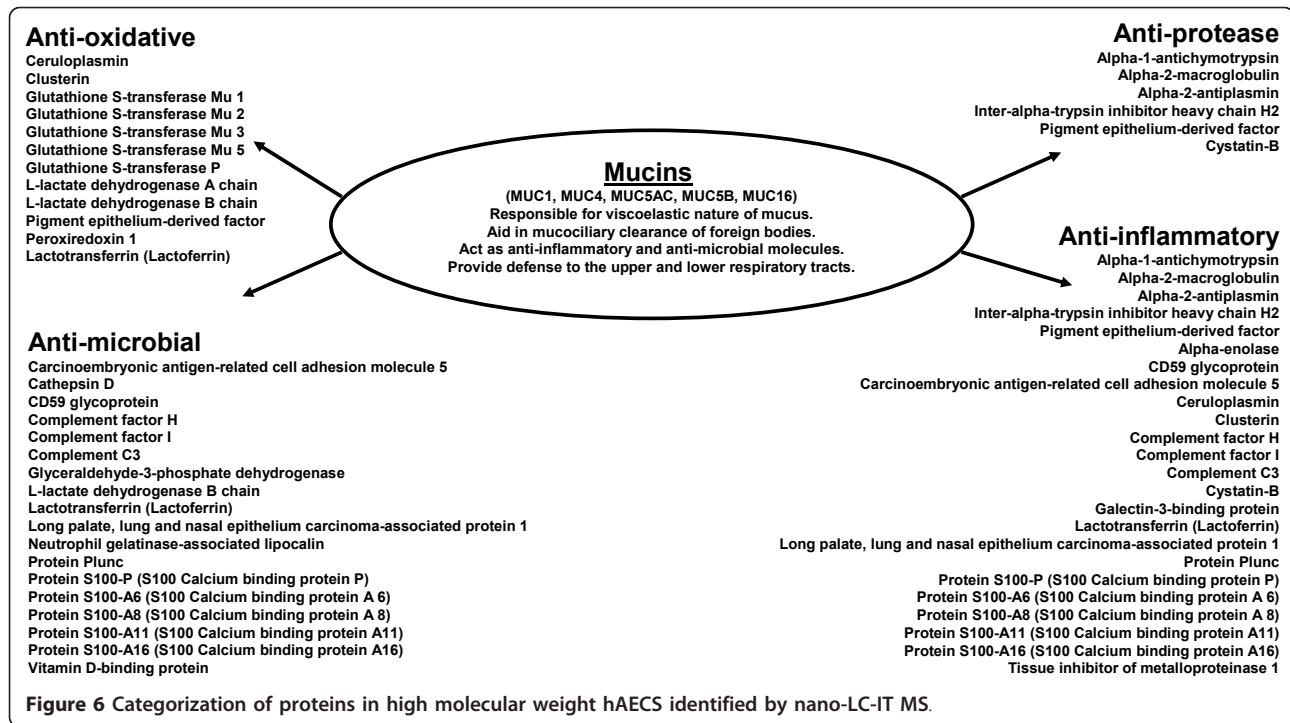 Anti-oxidative
Ceruloplasmin
Clusterin
Glutathione S-transferase Mu 1
Glutathione S-transferase Mu 2
Glutathione S-transferase Mu 3
Glutathione S-transferase Mu 5
Glutathione S-transferase P
L-lactate dehydrogenase A chain
L-lactate dehydrogenase B chain
Pigment epithelium-derived factor
Peroxiredoxin 1
Lactotransferrin (Lactoferrin)
Anti-protease
Alpha-1-antichymotrypsin
Alpha-2-macroglobulin
Alpha-2-antiplasmin
Inter-alpha-trypsin inhibitor heavy chain H2
Pigment epithelium-derived factor
Cystatin-B
Mucins
(MUC1, MUC4, MUC5AC, MUC5B, MUC16)
Responsible for viscoelastic nature of mucus.
Aid in mucociliary clearance of foreign bodies.
Act as anti-inflammatory and anti-microbial molecules.
Provide defense to the upper and lower respiratory tracts.
Anti-microbial
Carcinoembryonic antigen-related cell adhesion molecule 5
Cathepsin D
CD59 glycoprotein
Complement factor H
Complement factor I
Complement C3
Glyceraldehyde-3-phosphate dehydrogenase
L-lactate dehydrogenase B chain
Lactotransferrin (Lactoferrin)
Long palate, lung and nasal epithelium carcinoma-associated protein 1
Neutrophil gelatinase-associated lipocalin
Protein Plunc
Protein S100-P (S100 Calcium binding protein P)
Protein S100-A6 (S100 Calcium binding protein A 6)
Protein S100-A8 (S100 Calcium binding protein A 8)
Protein S100-A11 (S100 Calcium binding protein A11)
Protein S100-A16 (S100 Calcium binding protein A16)
Vitamin D-binding protein
Anti-inflammatory
Alpha-1-antichymotrypsin
Alpha-2-macroglobulin
Alpha-2-antiplasmin
Inter-alpha-trypsin inhibitor heavy chain H2
Pigment epithelium-derived factor
Alpha-enolase
CD59 glycoprotein
Carcinoembryonic antigen-related cell adhesion molecule 5
Ceruloplasmin
Clusterin
Complement factor H
Complement factor I
Complement C3
Cystatin-B
Galectin-3-binding protein
Lactotransferrin (Lactoferrin)
Long palate, lung and nasal epithelium carcinoma-associated protein 1
Protein Plunc
Protein S100-P (S100 Calcium binding protein P)
Protein S100-A6 (S100 Calcium binding protein A 6)
Protein S100-A8 (S100 Calcium binding protein A 8)
Protein S100-A11 (S100 Calcium binding protein A11)
Protein S100-A16 (S100 Calcium binding protein A16)
Tissue inhibitor of metalloproteinase 1
Figure 6 Categorization of proteins in high molecular weight hAECS identified by nano-LC-IT MS.